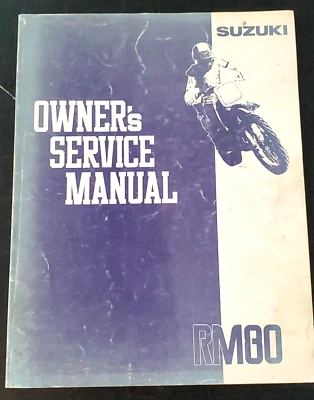 SUZUKI
OWNER's
SERVICE
MANUAL
RM80